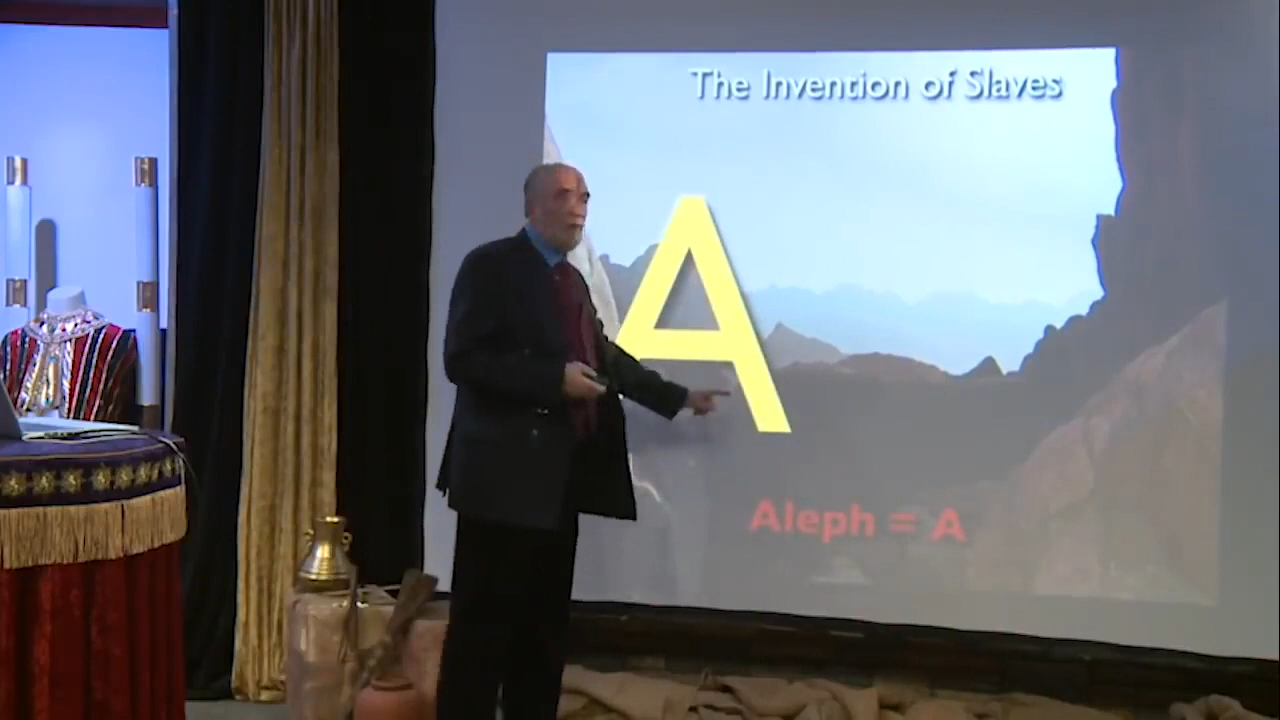 The Invention of Slaves
A
Aleph = A